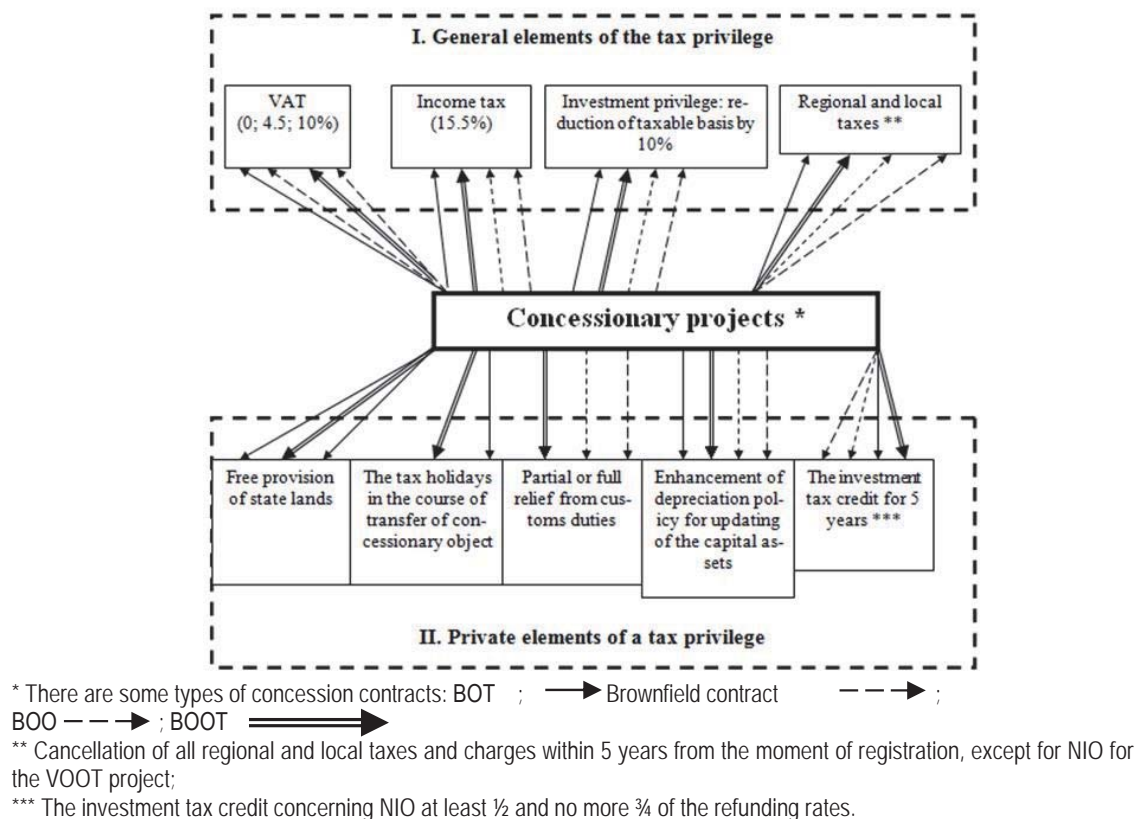 I. General elements of the tax privilege
VAT
(0; 4.5; 10%)
Income tax
(15.5%)
Investment privilege: re-
duction of taxable basis by
10%
Regional and local
taxes **
Concessionary projects *
Free provision
of state lands
The tax holidays
in the course of
transfer of con-
cessionary object
Partial or full
relief from cus-
toms duties
Enhancement of
depreciation pol-
icy for updating
of the capital as-
sets
The investment
tax credit for 5
years ***
II. Private elements of a tax privilege
* There are some types of concession contracts: BOT ; Brownfield contract ;
BOO ; BOOT
** Cancellation of all regional and local taxes and charges within 5 years from the moment of registration, except for NIO for
the VOOT project;
*** The investment tax credit concerning NIO at least ½ and no more ¾ of the refunding rates.